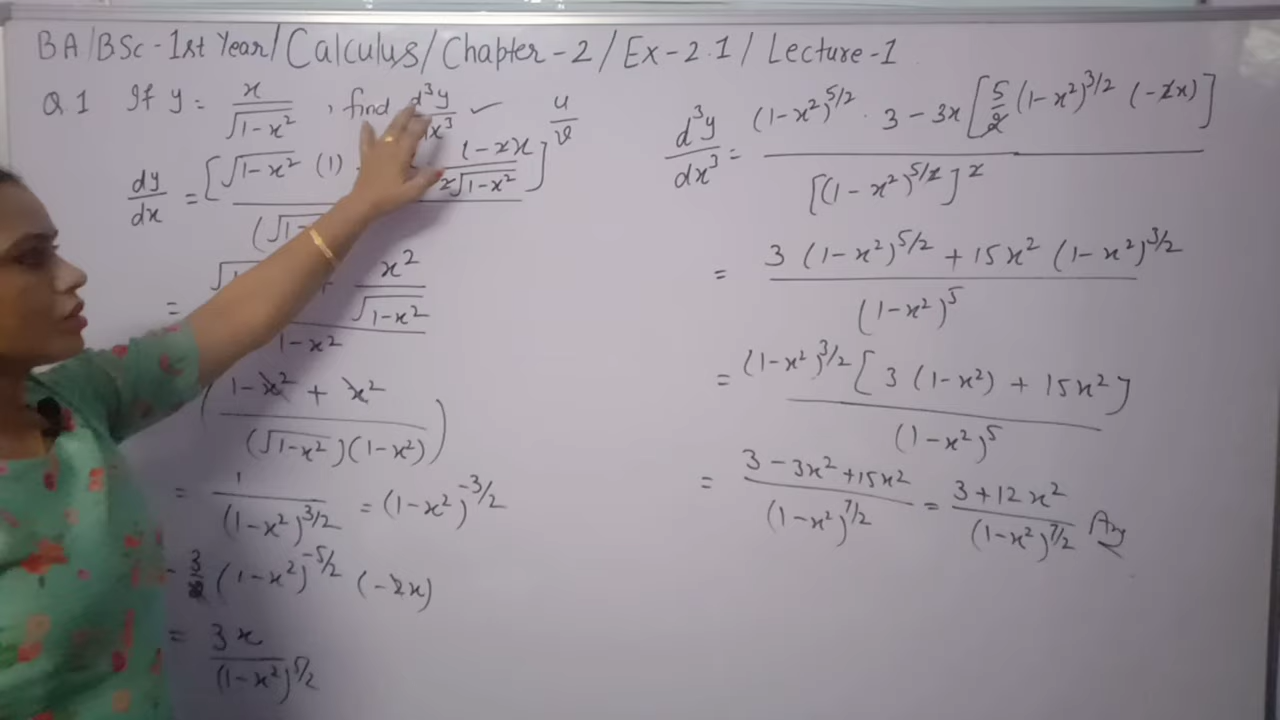 BA/BSc-1st Year/Calculus/Chapter-2/Ex-2.1/Lecture-1
Q1 If y = x/√(1-x²), find d³y/dx³ ✓ u/v
dy/dx = [√(1-x²) (1) (-2x)/(2√(1-x²))]
(√1-
= + x²/√(1-x²)
1-x²
(1-x² + x²)/((√1-x²)(1-x²))
= 1/(1-x²)^3/2 = (1-x²)^-3/2
- 3/2 (1-x²)^-5/2 (-2x)
= 3x/(1-x²)^5/2
d³y/dx³ = ((1-x²)^5/2 · 3 - 3x [5/2 (1-x²)^3/2 (-2x)])/[(1-x²)^5/2]^2
= (3 (1-x²)^5/2 + 15x² (1-x²)^3/2)/(1-x²)^5
= ((1-x²)^3/2 [3 (1-x²) + 15x²])/(1-x²)^5
= (3-3x²+15x²)/(1-x²)^7/2 = (3+12x²)/(1-x²)^7/2 Ans